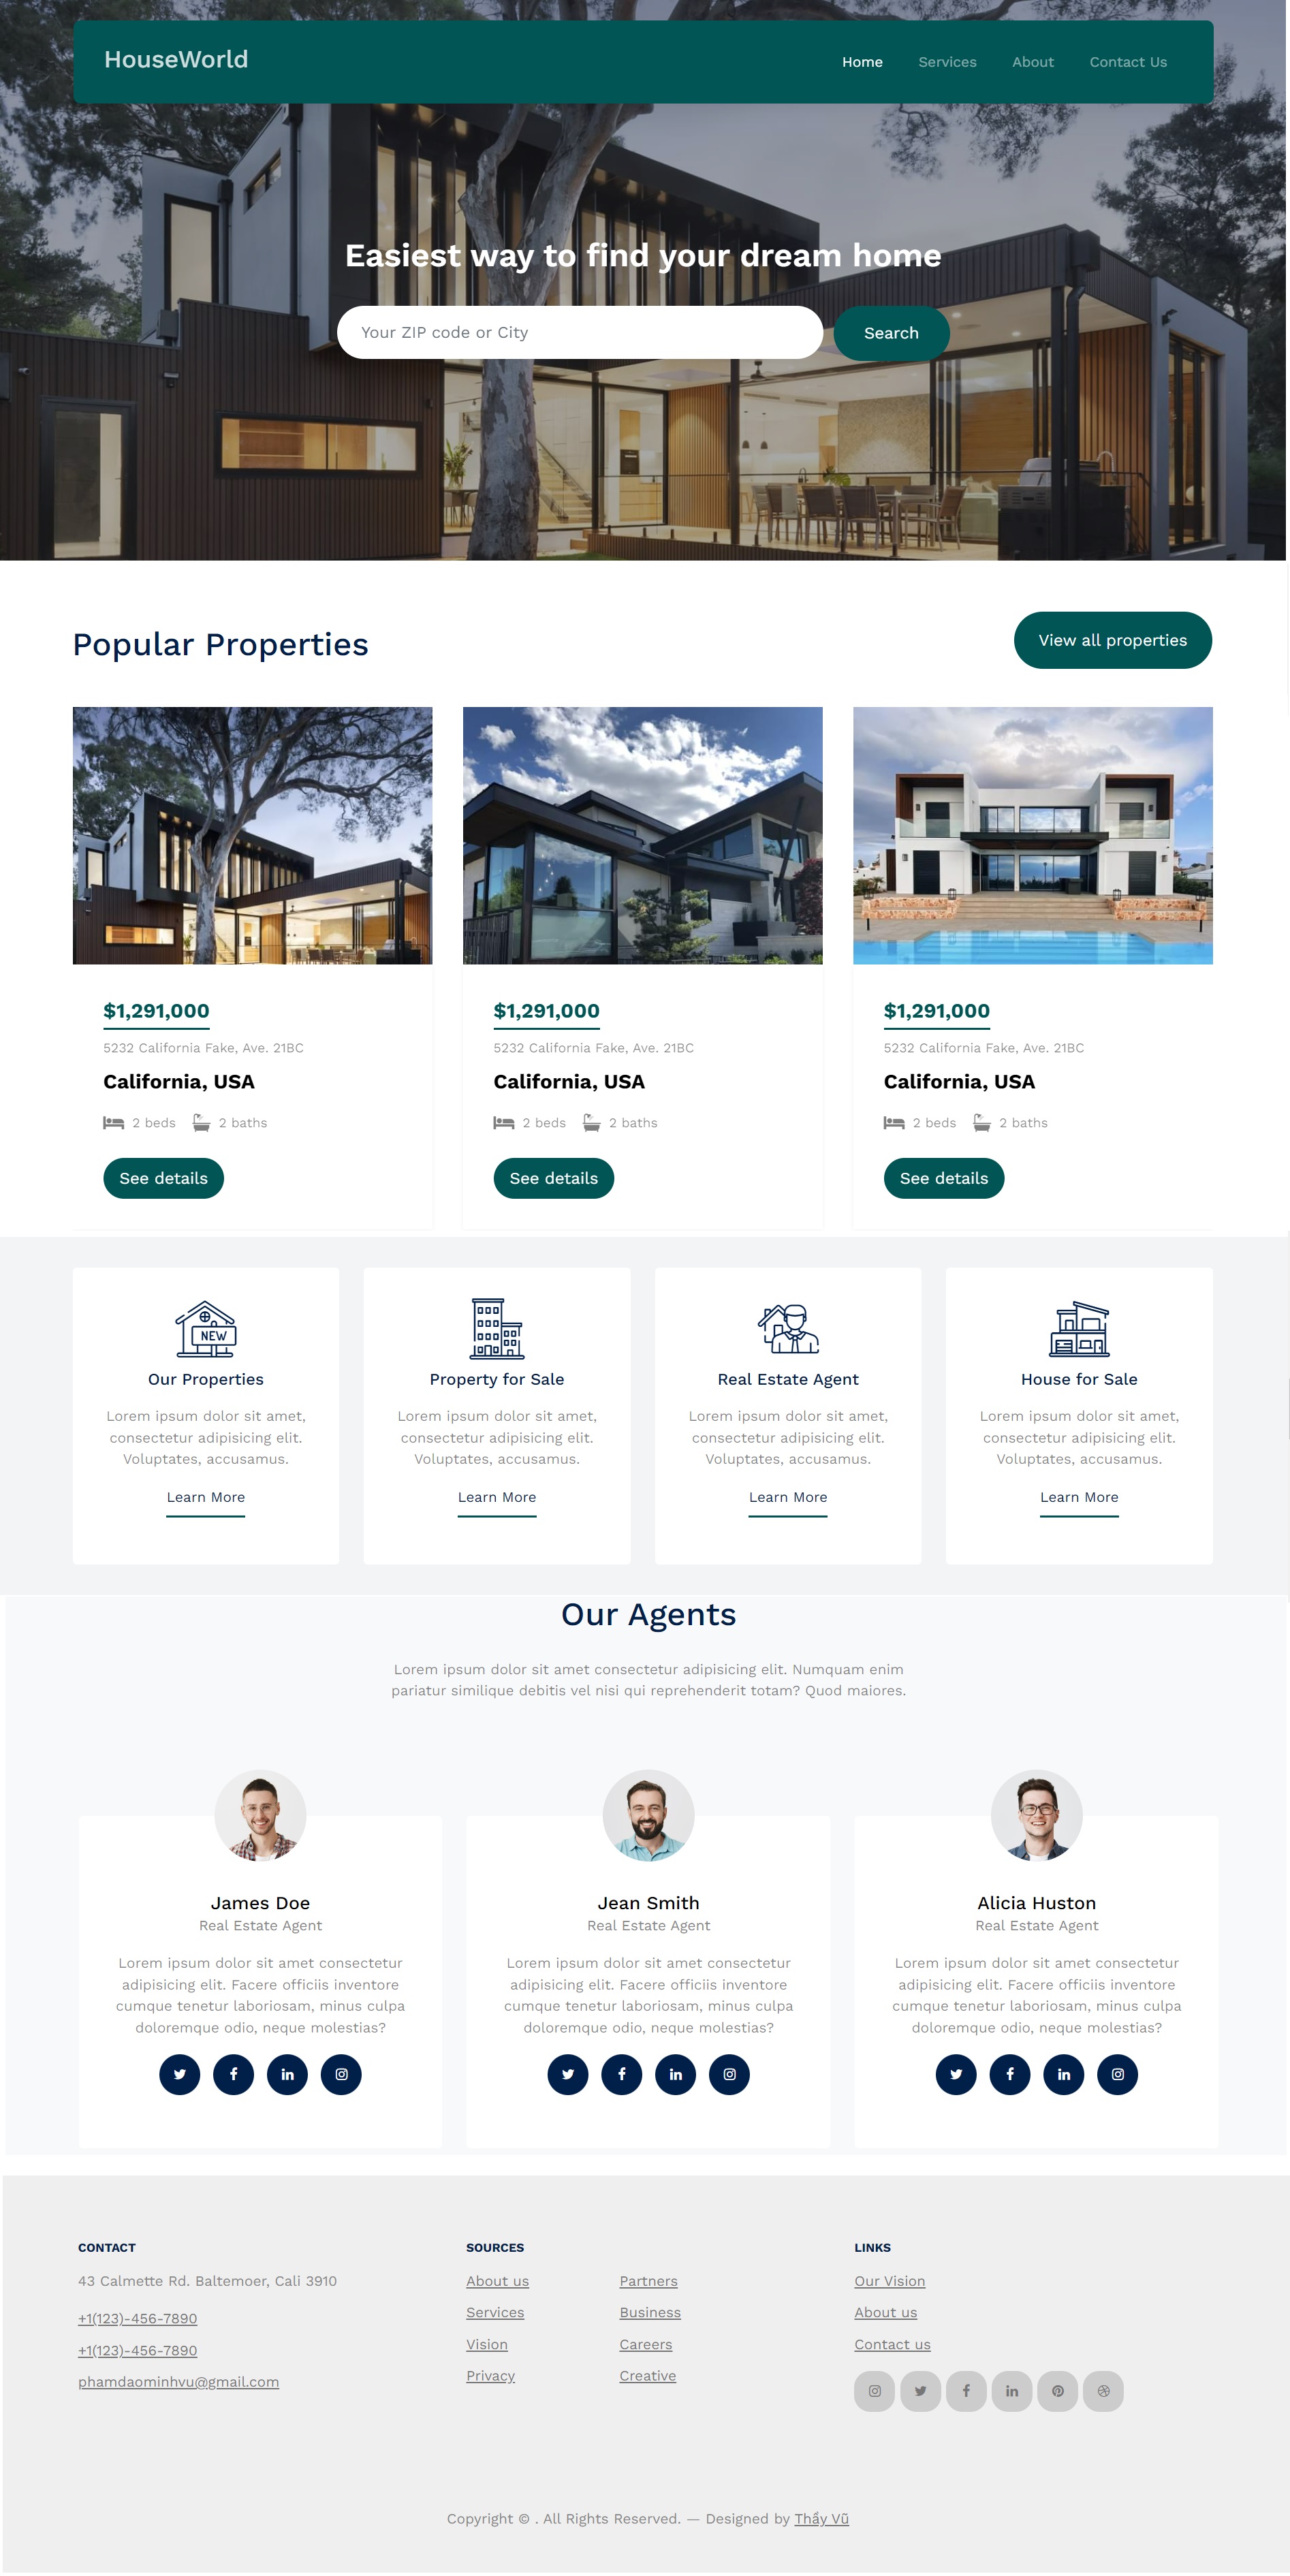 HouseWorld
Home Services About Contact Us
Easiest way to find your dream home
Your ZIP code or City
Search
Popular Properties
View all properties
$1,291,000
5232 California Fake, Ave. 21BC
California, USA
2 beds 2 baths
See details
$1,291,000
5232 California Fake, Ave. 21BC
California, USA
2 beds 2 baths
See details
$1,291,000
5232 California Fake, Ave. 21BC
California, USA
2 beds 2 baths
See details
NEW
Our Properties
Lorem ipsum dolor sit amet,
consectetur adipisicing elit.
Voluptates, accusamus.
Learn More
Property for Sale
Lorem ipsum dolor sit amet,
consectetur adipisicing elit.
Voluptates, accusamus.
Learn More
Real Estate Agent
Lorem ipsum dolor sit amet,
consectetur adipisicing elit.
Voluptates, accusamus.
Learn More
House for Sale
Lorem ipsum dolor sit amet,
consectetur adipisicing elit.
Voluptates, accusamus.
Learn More
Our Agents
Lorem ipsum dolor sit amet consectetur adipisicing elit. Numquam enim
pariatur similique debitis vel nisi qui reprehenderit totam? Quod maiores.
James Doe
Real Estate Agent
Lorem ipsum dolor sit amet consectetur
adipisicing elit. Facere officiis inventore
cumque tenetur laboriosam, minus culpa
doloremque odio, neque molestias?
Jean Smith
Real Estate Agent
Lorem ipsum dolor sit amet consectetur
adipisicing elit. Facere officiis inventore
cumque tenetur laboriosam, minus culpa
doloremque odio, neque molestias?
Alicia Huston
Real Estate Agent
Lorem ipsum dolor sit amet consectetur
adipisicing elit. Facere officiis inventore
cumque tenetur laboriosam, minus culpa
doloremque odio, neque molestias?
CONTACT
43 Calmette Rd. Baltemoer, Cali 3910
+1(123)-456-7890
+1(123)-456-7890
phamdaominhvu@gmail.com
SOURCES
About us
Services
Vision
Privacy
Partners
Business
Careers
Creative
LINKS
Our Vision
About us
Contact us
Copyright © . All Rights Reserved. — Designed by Thầy Vũ